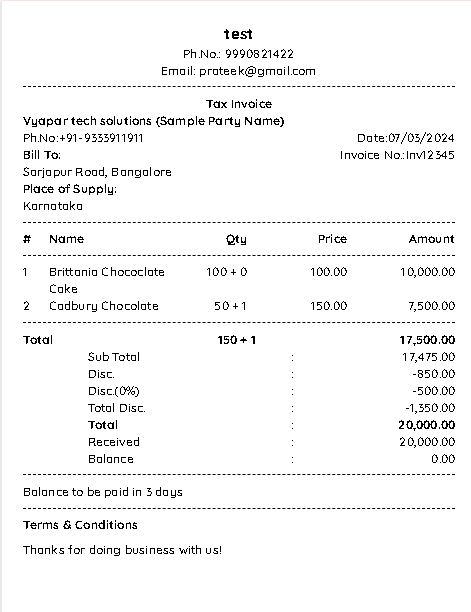 test
Ph.No.: 9990821422
Email: prateek@gmail.com
Tax Invoice
Vyapar tech solutions (Sample Party Name)
Ph.No:+91-9333911911 Date:07/03/2024
Bill To: Invoice No.:Inv12345
Sarjapur Road, Bangalore
Place of Supply:
Karnataka
# Name Qty Price Amount
1 Brittania Chococlate 100 + 0 100.00 10,000.00
Cake
2 Cadbury Chocolate 50 + 1 150.00 7,500.00
Total 150 + 1 17,500.00
Sub Total : 17,475.00
Disc. : -850.00
Disc.(0%) : -500.00
Total Disc. : -1,350.00
Total : 20,000.00
Received : 20,000.00
Balance : 0.00
Balance to be paid in 3 days
Terms & Conditions
Thanks for doing business with us!